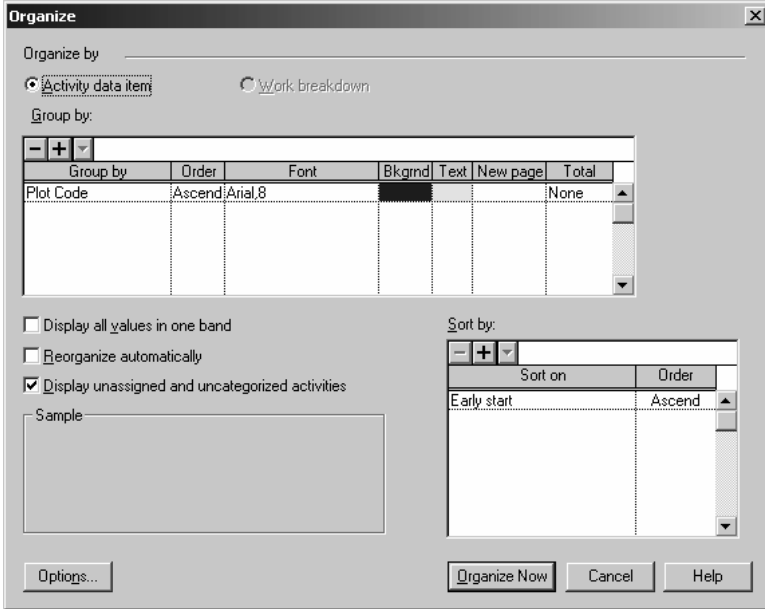 Organize
Organize by
Activity data item Work breakdown
Group by:
Group by Order Font Bkgrnd Text New page Total
Plot Code Ascend Arial,8 None
Display all values in one band
Reorganize automatically
Display unassigned and uncategorized activities
Sample
Sort by:
Sort on Order
Early start Ascend
Options... Organize Now Cancel Help